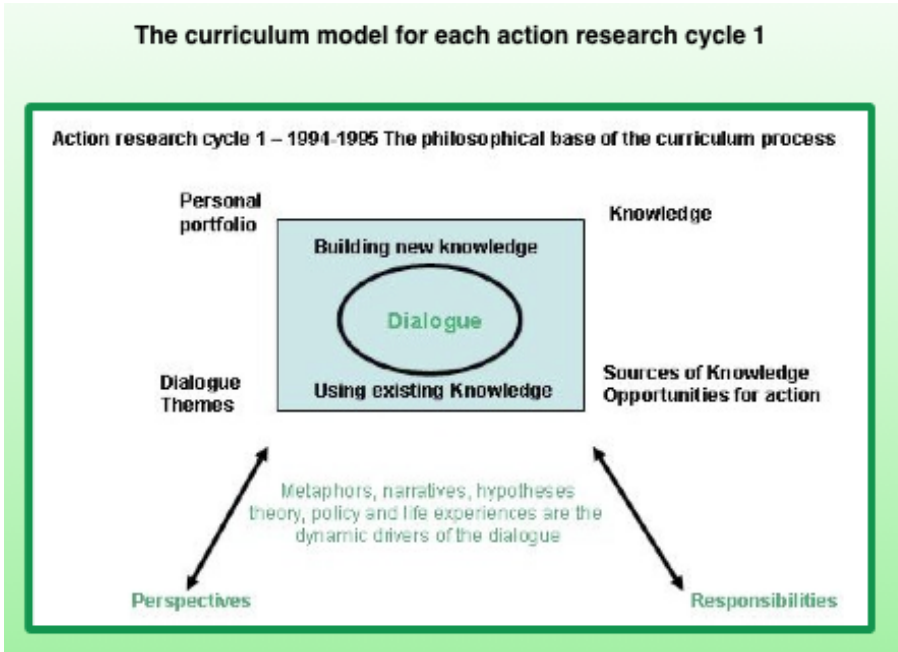 The curriculum model for each action research cycle 1
Action research cycle 1 – 1994-1995 The philosophical base of the curriculum process
Personal
portfolio
Knowledge
Building new knowledge
Dialogue
Using existing Knowledge
Dialogue
Themes
Sources of Knowledge
Opportunities for action
Metaphors, narratives, hypotheses
theory, policy and life experiences are the
dynamic drivers of the dialogue
Perspectives
Responsibilities